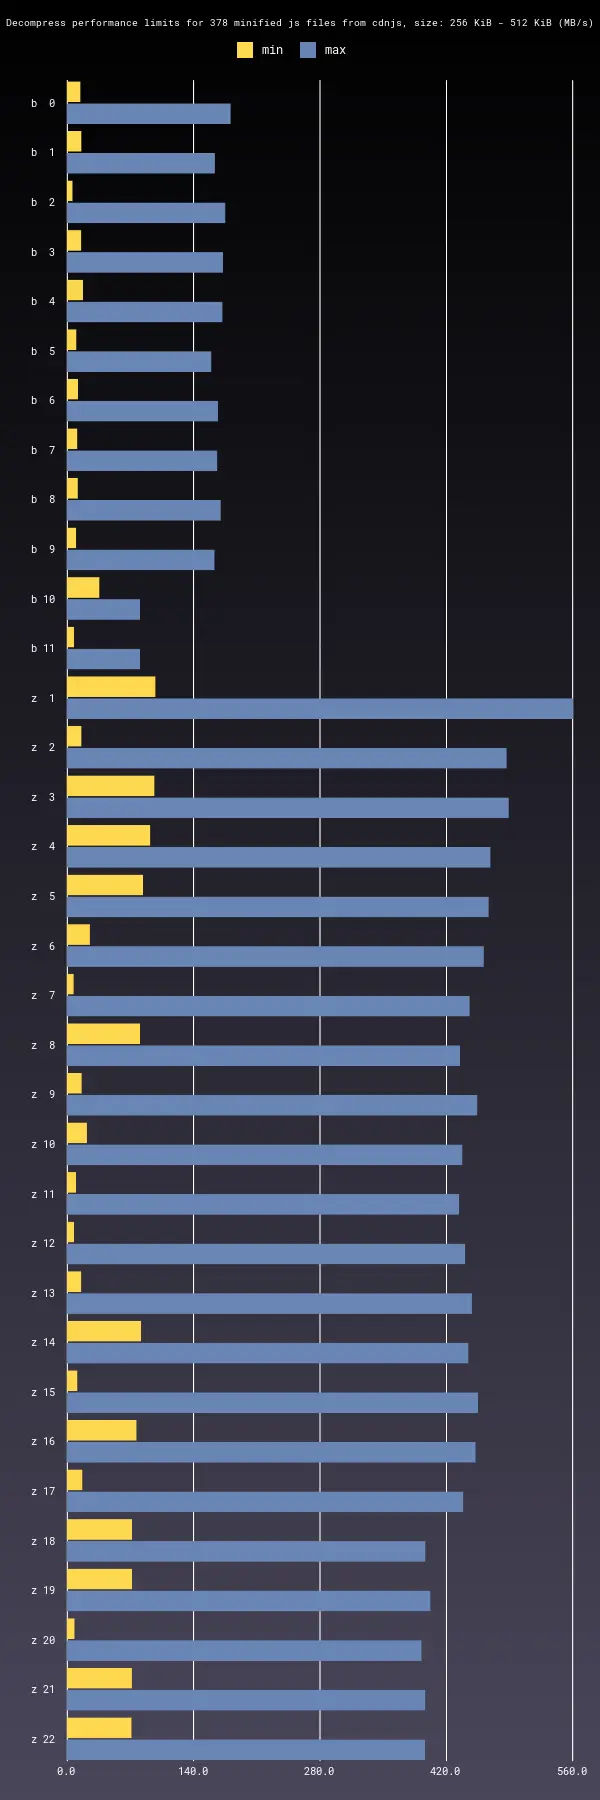 Decompress performance limits for 378 minified js files from cdnjs, size: 256 KiB - 512 KiB (MB/s)
min max
b 0
b 1
b 2
b 3
b 4
b 5
b 6
b 7
b 8
b 9
b 10
b 11
z 1
z 2
z 3
z 4
z 5
z 6
z 7
z 8
z 9
z 10
z 11
z 12
z 13
z 14
z 15
z 16
z 17
z 18
z 19
z 20
z 21
z 22
0.0 140.0 280.0 420.0 560.0